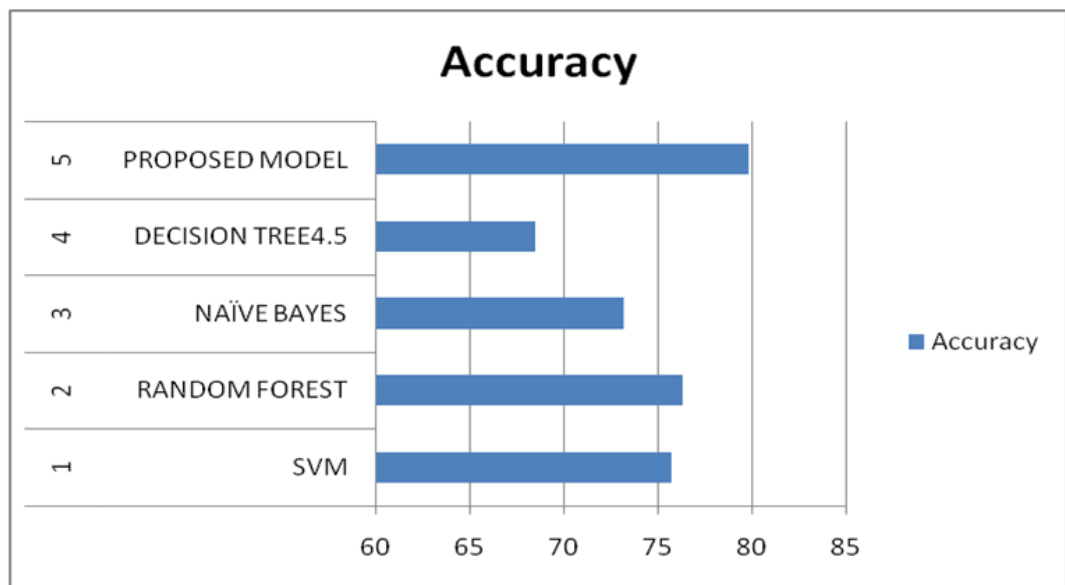 Accuracy
5 PROPOSED MODEL
4 DECISION TREE4.5
3 NAÏVE BAYES
2 RANDOM FOREST
1 SVM
60 65 70 75 80 85
Accuracy